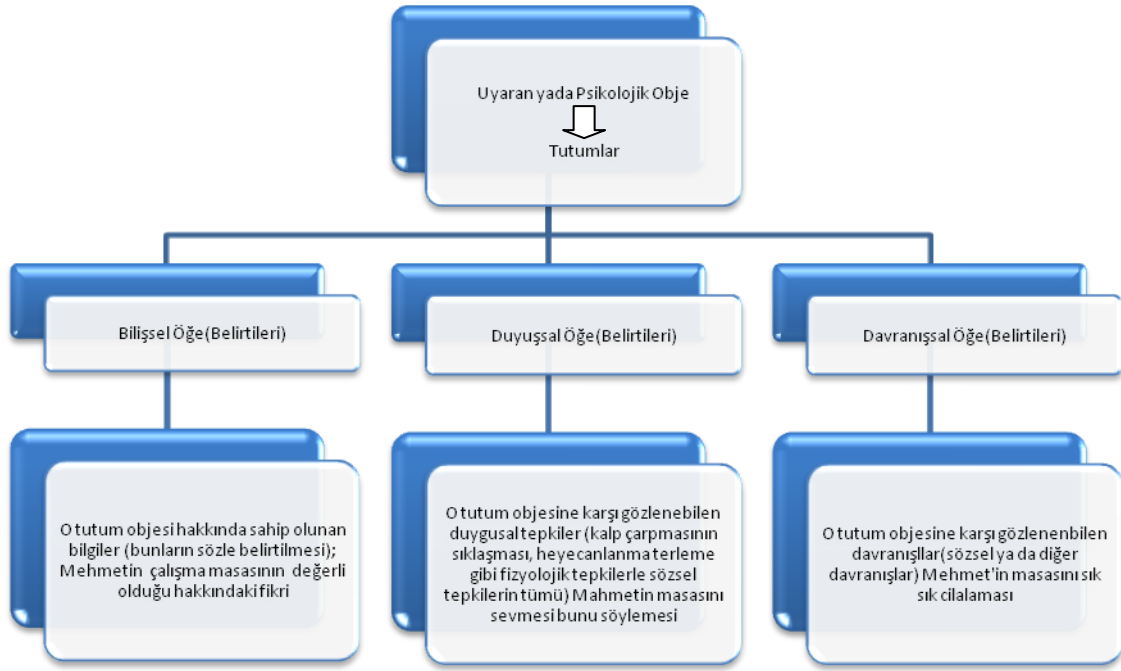 Uyaran yada Psikolojik Obje
Tutumlar
Bilişsel Öğe(Belirtileri)
Duyuşsal Öğe(Belirtileri)
Davranışsal Öğe(Belirtileri)
O tutum objesi hakkında sahip olunan
bilgiler (bunların sözle belirtilmesi);
Mehmetin çalışma masasının değerli
olduğu hakkındaki fikri
O tutum objesine karşı gözlenebilen
duygusal tepkiler (kalp çarpmasının
sıklaşması, heyecanlanma terleme
gibi fizyolojik tepkilerle sözsel
tepkilerin tümü) Mahmetin masasını
sevmesi bunu söylemesi
O tutum objesine karşı gözlenenbilen
davranışllar(sözsel ya da diğer
davranışlar) Mehmet'in masasını sık
sık cilalaması